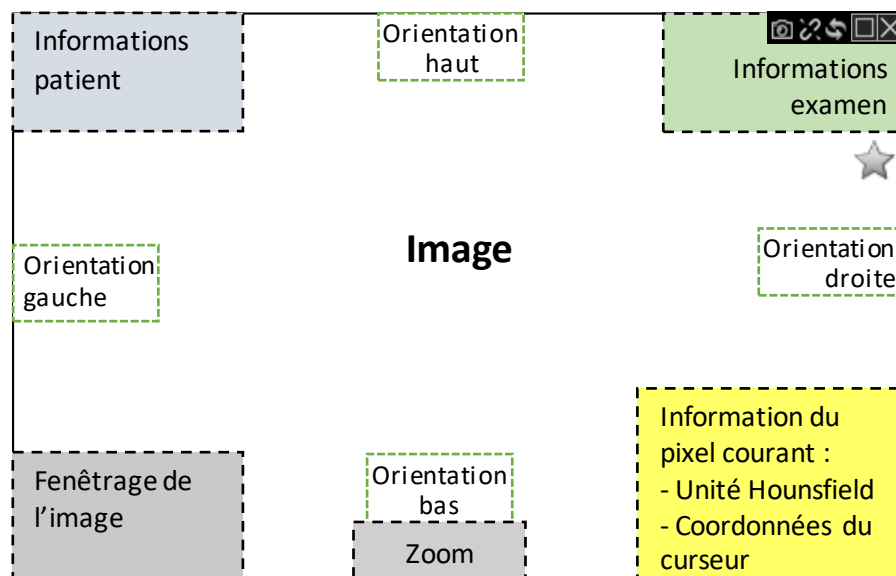 Informations
patient
Orientation
haut
Informations
examen
Orientation
gauche
Image
Orientation
droite
Fenêtrage de
l’image
Orientation
bas
Zoom
Information du
pixel courant :
- Unité Hounsfield
- Coordonnées du
curseur